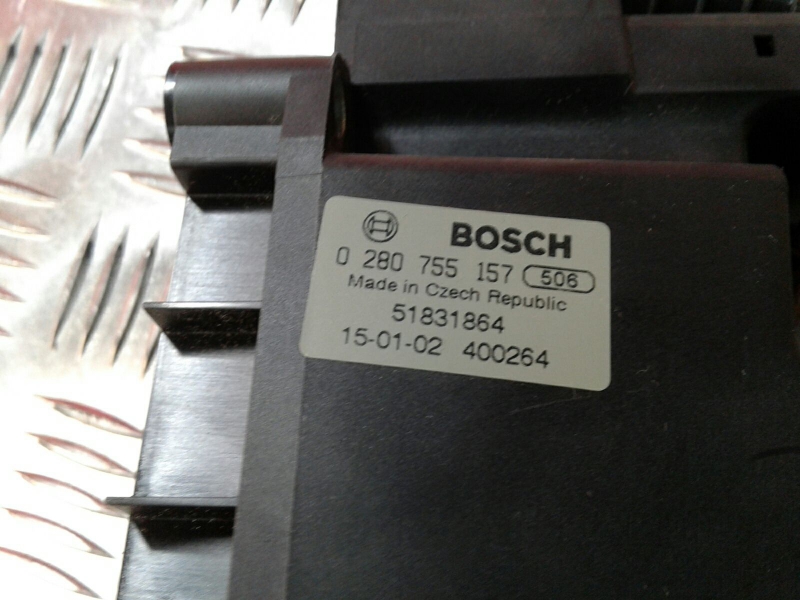 BOSCH
0 280 755 157 506
Made in Czech Republic
51831864
15-01-02 400264